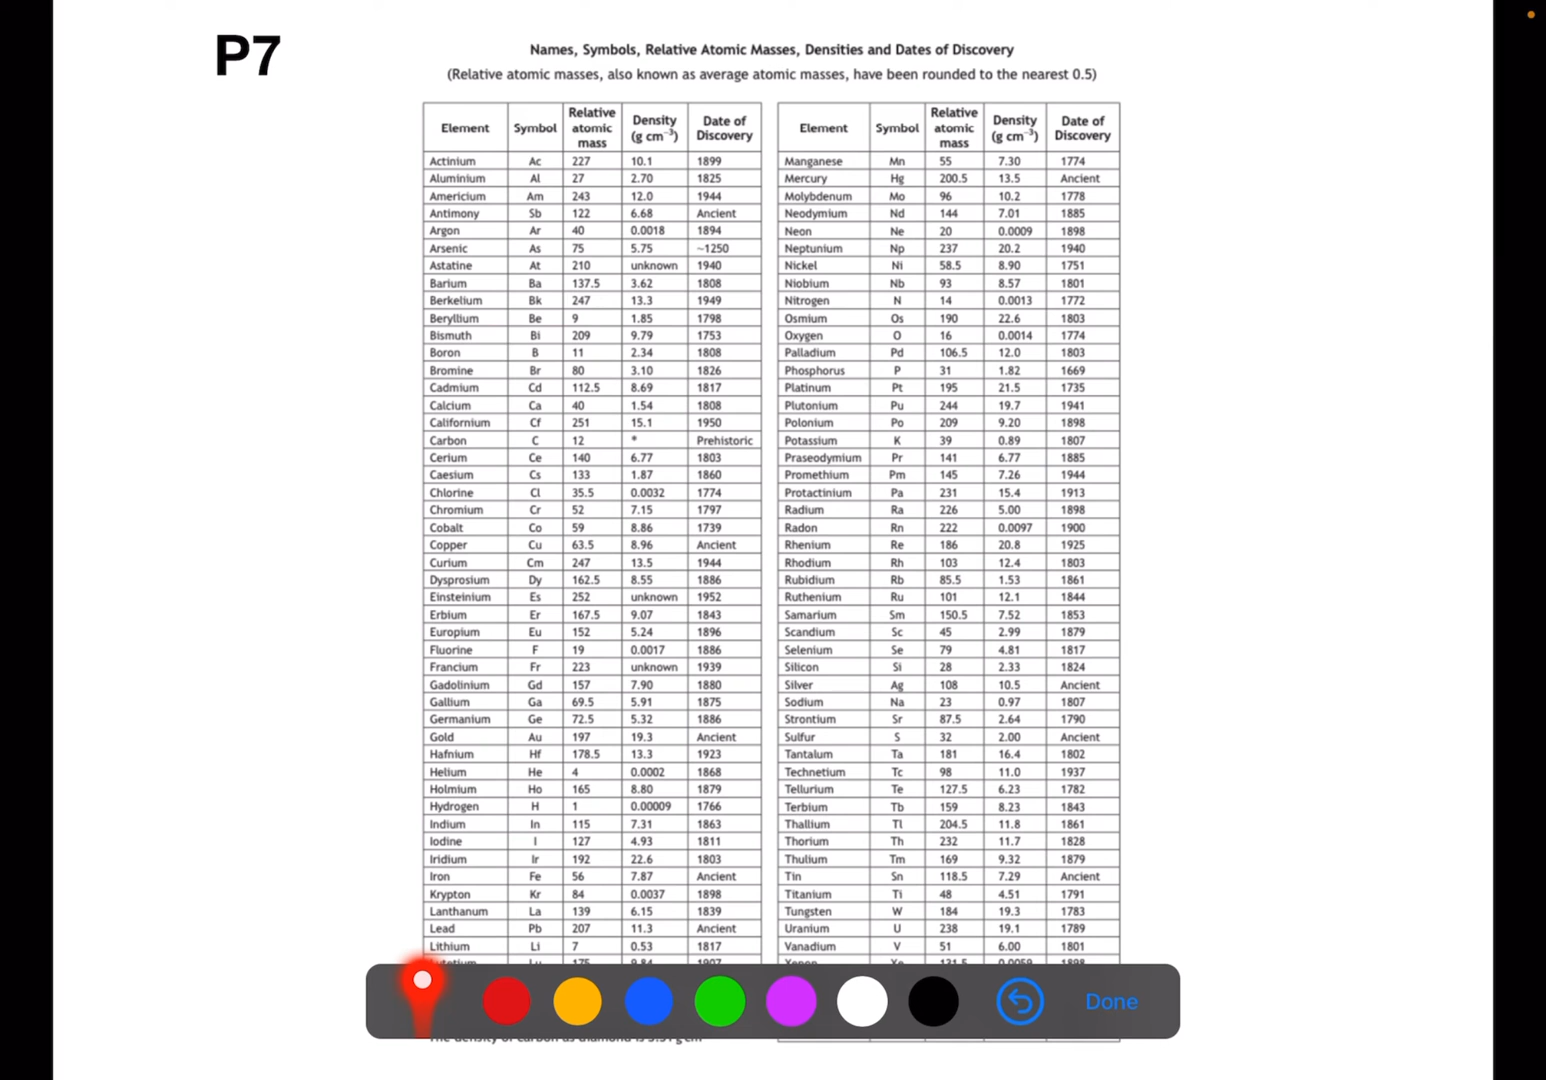 P7
Names, Symbols, Relative Atomic Masses, Densities and Dates of Discovery
(Relative atomic masses, also known as average atomic masses, have been rounded to the nearest 0.5)
Element Symbol Relative atomic mass Density (g cm⁻³) Date of Discovery
Actinium Ac 227 10.1 1899
Aluminium Al 27 2.70 1825
Americium Am 243 12.0 1944
Antimony Sb 122 6.68 Ancient
Argon Ar 40 0.0018 1894
Arsenic As 75 5.75 ~1250
Astatine At 210 unknown 1940
Barium Ba 137.5 3.62 1808
Berkelium Bk 247 13.3 1949
Beryllium Be 9 1.85 1798
Bismuth Bi 209 9.79 1753
Boron B 11 2.34 1808
Bromine Br 80 3.10 1826
Cadmium Cd 112.5 8.69 1817
Calcium Ca 40 1.54 1808
Californium Cf 251 15.1 1950
Carbon C 12 * Prehistoric
Cerium Ce 140 6.77 1803
Caesium Cs 133 1.87 1860
Chlorine Cl 35.5 0.0032 1774
Chromium Cr 52 7.15 1797
Cobalt Co 59 8.86 1739
Copper Cu 63.5 8.96 Ancient
Curium Cm 247 13.5 1944
Dysprosium Dy 162.5 8.55 1886
Einsteinium Es 252 unknown 1952
Erbium Er 167.5 9.07 1843
Europium Eu 152 5.24 1896
Fluorine F 19 0.0017 1886
Francium Fr 223 unknown 1939
Gadolinium Gd 157 7.90 1880
Gallium Ga 69.5 5.91 1875
Germanium Ge 72.5 5.32 1886
Gold Au 197 19.3 Ancient
Hafnium Hf 178.5 13.3 1923
Helium He 4 0.0002 1868
Holmium Ho 165 8.80 1879
Hydrogen H 1 0.00009 1766
Indium In 115 7.31 1863
Iodine I 127 4.93 1811
Iridium Ir 192 22.6 1803
Iron Fe 56 7.87 Ancient
Krypton Kr 84 0.0037 1898
Lanthanum La 139 6.15 1839
Lead Pb 207 11.3 Ancient
Lithium Li 7 0.53 1817
Element Symbol Relative atomic mass Density (g cm⁻³) Date of Discovery
Manganese Mn 55 7.30 1774
Mercury Hg 200.5 13.5 Ancient
Molybdenum Mo 96 10.2 1778
Neodymium Nd 144 7.01 1885
Neon Ne 20 0.0009 1898
Neptunium Np 237 20.2 1940
Nickel Ni 58.5 8.90 1751
Niobium Nb 93 8.57 1801
Nitrogen N 14 0.0013 1772
Osmium Os 190 22.6 1803
Oxygen O 16 0.0014 1774
Palladium Pd 106.5 12.0 1803
Phosphorus P 31 1.82 1669
Platinum Pt 195 21.5 1735
Plutonium Pu 244 19.7 1941
Polonium Po 209 9.20 1898
Potassium K 39 0.89 1807
Praseodymium Pr 141 6.77 1885
Promethium Pm 145 7.26 1944
Protactinium Pa 231 15.4 1913
Radium Ra 226 5.00 1898
Radon Rn 222 0.0097 1900
Rhenium Re 186 20.8 1925
Rhodium Rh 103 12.4 1803
Rubidium Rb 85.5 1.53 1861
Ruthenium Ru 101 12.1 1844
Samarium Sm 150.5 7.52 1853
Scandium Sc 45 2.99 1879
Selenium Se 79 4.81 1817
Silicon Si 28 2.33 1824
Silver Ag 108 10.5 Ancient
Sodium Na 23 0.97 1807
Strontium Sr 87.5 2.64 1790
Sulfur S 32 2.00 Ancient
Tantalum Ta 181 16.4 1802
Technetium Tc 98 11.0 1937
Tellurium Te 127.5 6.23 1782
Terbium Tb 159 8.23 1843
Thallium Tl 204.5 11.8 1861
Thorium Th 232 11.7 1828
Thulium Tm 169 9.32 1879
Tin Sn 118.5 7.29 Ancient
Titanium Ti 48 4.51 1791
Tungsten W 184 19.3 1783
Uranium U 238 19.1 1789
Vanadium V 51 6.00 1801
Done